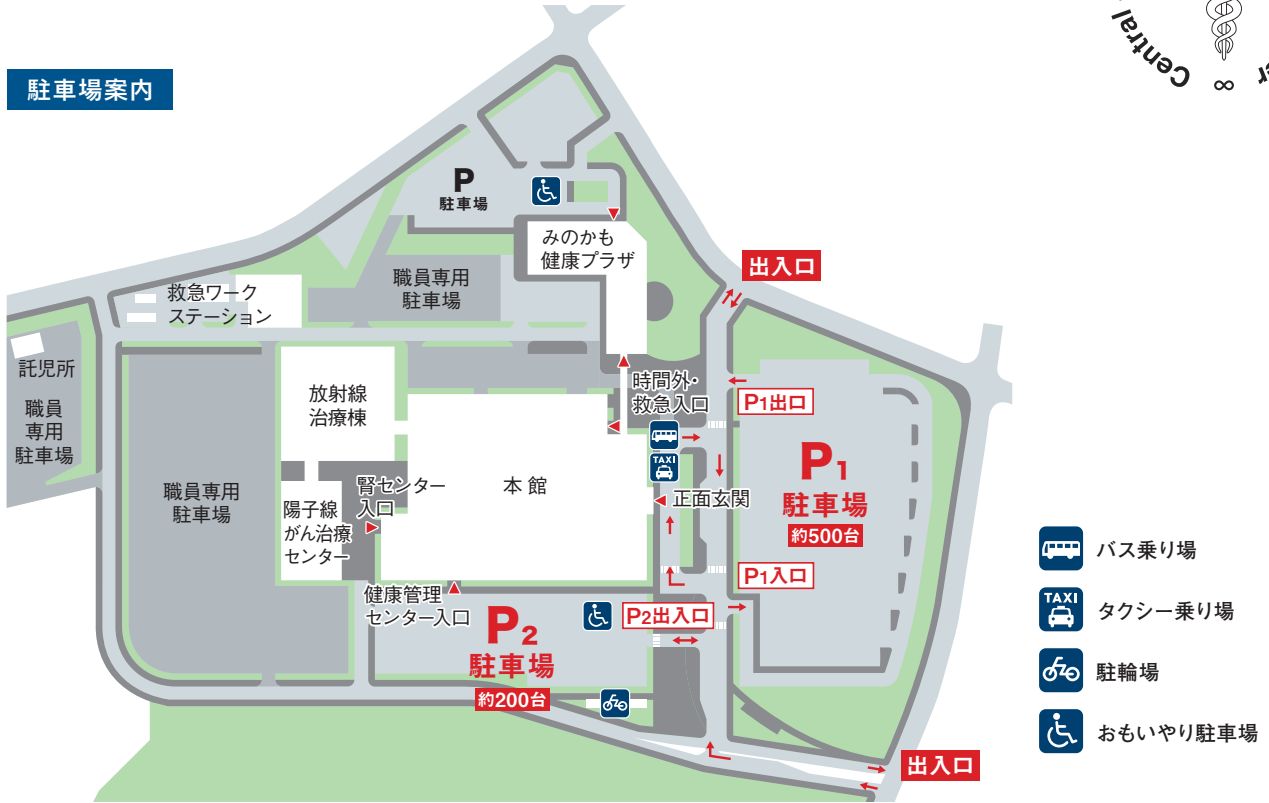 Central
駐車場案内
P
駐車場
みのかも
健康プラザ
出入口
職員専用
駐車場
救急ワーク
ステーション
託児所
職員
専用
駐車場
放射線
治療棟
時間外・
救急入口
P1出口
TAXI
P1
駐車場
約500台
職員専用
駐車場
腎センター
入口
本館
正面玄関
陽子線
がん治療
センター
P1入口
健康管理
センター入口
P2出入口
P2
駐車場
約200台
出入口
バス乗り場
TAXI
タクシー乗り場
駐輪場
おもいやり駐車場